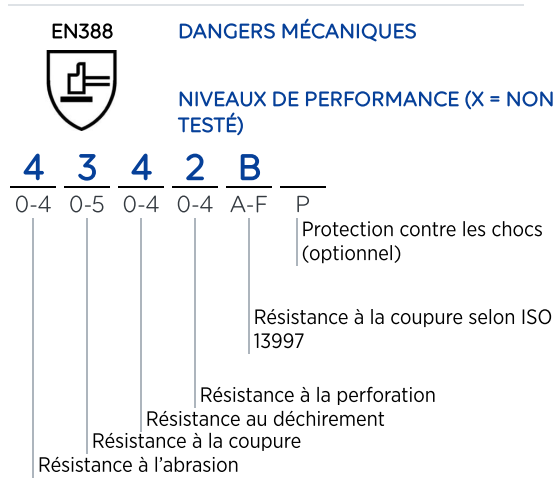 EN388
DANGERS MÉCANIQUES
NIVEAUX DE PERFORMANCE (X = NON
TESTÉ)
4 3 4 2 B
0-4 0-5 0-4 0-4 A-F P
Protection contre les chocs
(optionnel)
Résistance à la coupure selon ISO
13997
Résistance à la perforation
Résistance au déchirement
Résistance à la coupure
Résistance à l'abrasion